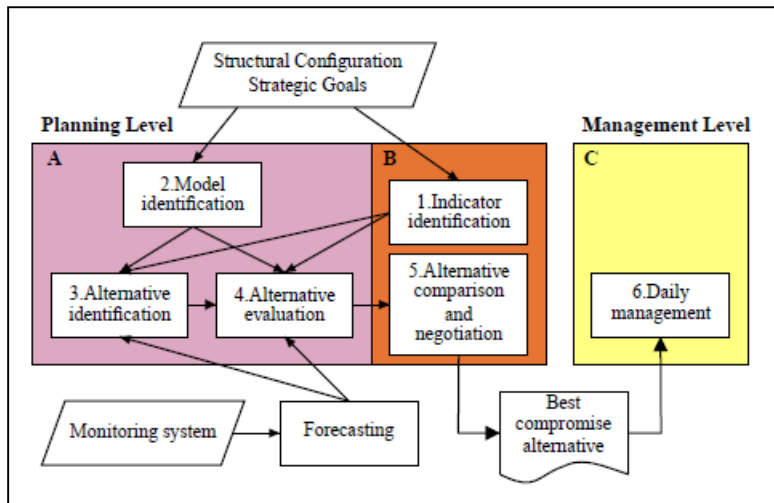 Structural Configuration
Strategic Goals
Planning Level
Management Level
A
B
C
2.Model
identification
1.Indicator
identification
3.Alternative
identification
4.Alternative
evaluation
5.Alternative
comparison
and
negotiation
6.Daily
management
Monitoring system
Forecasting
Best
compromise
alternative